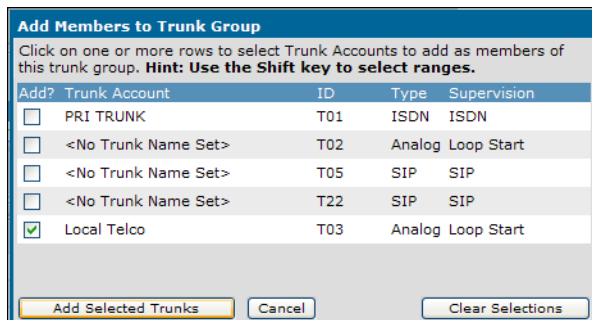 Add Members to Trunk Group
Click on one or more rows to select Trunk Accounts to add as members of
this trunk group. Hint: Use the Shift key to select ranges.
Add? Trunk Account ID Type Supervision
PRI TRUNK T01 ISDN ISDN
<No Trunk Name Set> T02 Analog Loop Start
<No Trunk Name Set> T05 SIP SIP
<No Trunk Name Set> T22 SIP SIP
Local Telco T03 Analog Loop Start
Add Selected Trunks Cancel Clear Selections